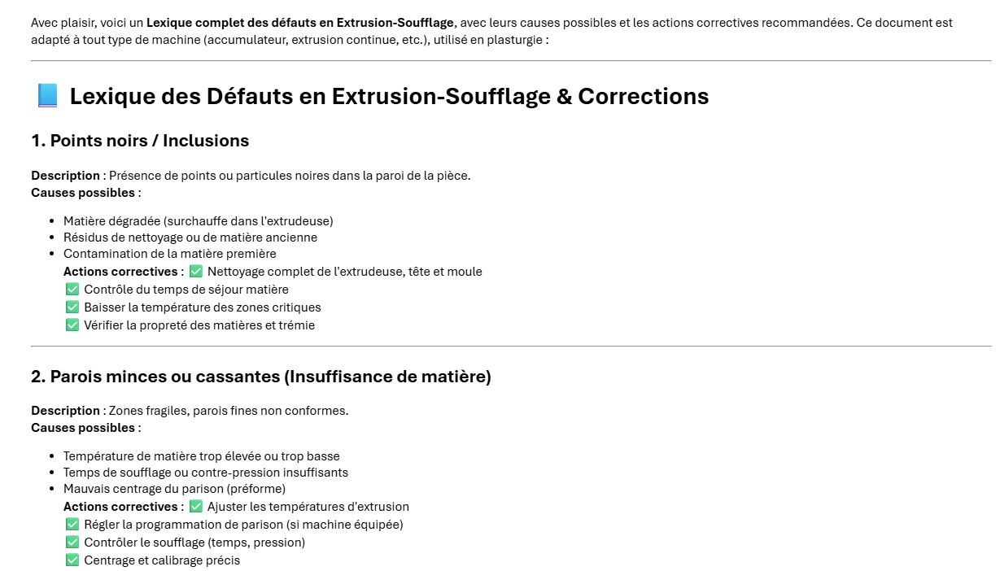 Avec plaisir, voici un Lexique complet des défauts en Extrusion-Soufflage, avec leurs causes possibles et les actions correctives recommandées. Ce document est
adapté à tout type de machine (accumulateur, extrusion continue, etc.), utilisé en plasturgie :
📘 Lexique des Défauts en Extrusion-Soufflage & Corrections
1. Points noirs / Inclusions
Description : Présence de points ou particules noires dans la paroi de la pièce.
Causes possibles :
• Matière dégradée (surchauffe dans l'extrudeuse)
• Résidus de nettoyage ou de matière ancienne
• Contamination de la matière première
Actions correctives : ✅ Nettoyage complet de l'extrudeuse, tête et moule
✅ Contrôle du temps de séjour matière
✅ Baisser la température des zones critiques
✅ Vérifier la propreté des matières et trémie
2. Parois minces ou cassantes (Insuffisance de matière)
Description : Zones fragiles, parois fines non conformes.
Causes possibles :
• Température de matière trop élevée ou trop basse
• Temps de soufflage ou contre-pression insuffisants
• Mauvais centrage du parison (préforme)
Actions correctives : ✅ Ajuster les températures d'extrusion
✅ Régler la programmation de parison (si machine équipée)
✅ Contrôler le soufflage (temps, pression)
✅ Centrage et calibrage précis